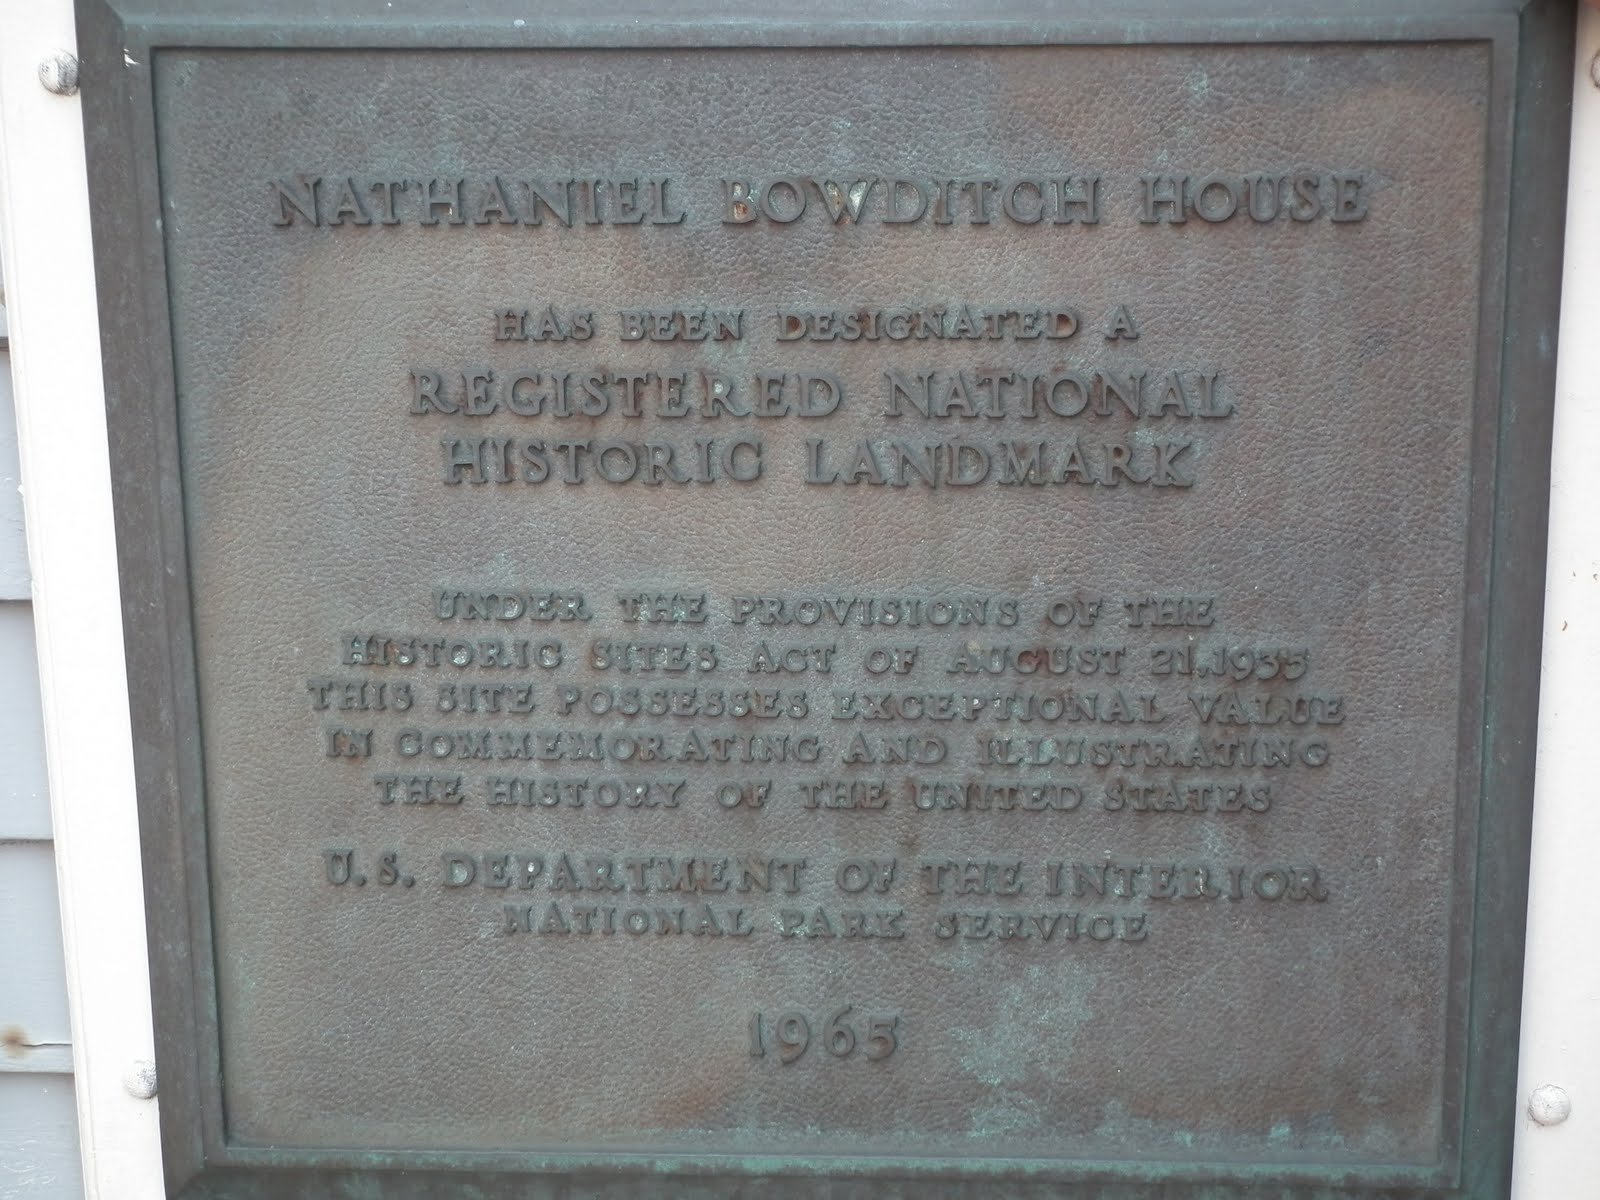 NATHANIEL BOWDITCH HOUSE
HAS BEEN DESIGNATED A
REGISTERED NATIONAL
HISTORIC LANDMARK
UNDER THE PROVISIONS OF THE
HISTORIC SITES ACT OF AUGUST 21,1935
THIS SITE POSSESSES EXCEPTIONAL VALUE
IN COMMEMORATING AND ILLUSTRATING
THE HISTORY OF THE UNITED STATES
U.S. DEPARTMENT OF THE INTERIOR
NATIONAL PARK SERVICE
1965